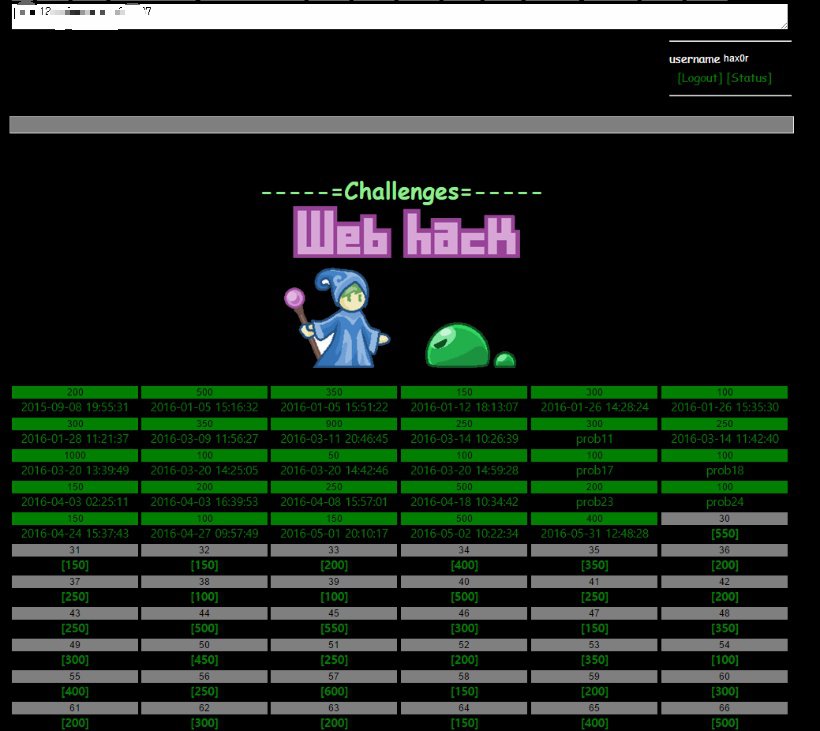 username hax0r
[Logout] [Status]
-----=Challenges=-----
Web hack
200 500 350 150 300 100
2015-09-08 19:55:31 2016-01-05 15:16:32 2016-01-05 15:51:22 2016-01-12 18:13:07 2016-01-26 14:28:24 2016-01-26 15:35:30
300 350 900 250 300 250
2016-01-28 11:21:37 2016-03-09 11:56:27 2016-03-11 20:46:45 2016-03-14 10:26:39 prob11 2016-03-14 11:42:40
1000 100 50 100 100 100
2016-03-20 13:39:49 2016-03-20 14:25:05 2016-03-20 14:42:46 2016-03-20 14:59:28 prob17 prob18
150 200 250 500 200 100
2016-04-03 02:25:11 2016-04-03 16:39:53 2016-04-08 15:57:01 2016-04-18 10:34:42 prob23 prob24
150 100 150 500 400 30
2016-04-24 15:37:43 2016-04-27 09:57:49 2016-05-01 20:10:17 2016-05-02 10:22:34 2016-05-31 12:48:28 [550]
31 32 33 34 35 36
[150] [150] [200] [400] [350] [200]
37 38 39 40 41 42
[250] [100] [100] [500] [250] [200]
43 44 45 46 47 48
[250] [500] [550] [300] [150] [350]
49 50 51 52 53 54
[300] [450] [250] [200] [350] [100]
55 56 57 58 59 60
[400] [250] [600] [150] [200] [300]
61 62 63 64 65 66
[200] [300] [200] [150] [400] [500]